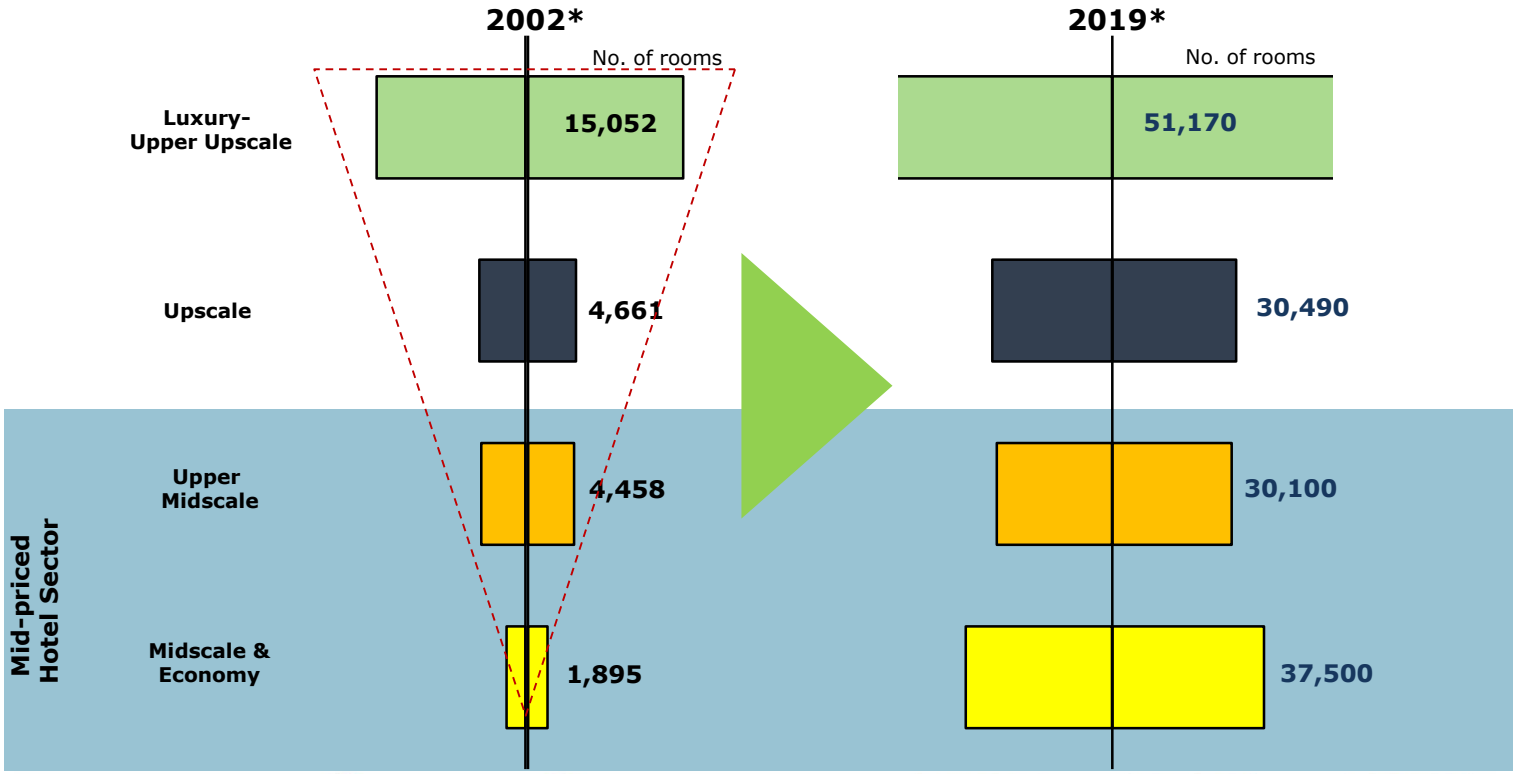 2002*
2019*
No. of rooms
No. of rooms
Luxury-
Upper Upscale
15,052
51,170
Upscale
4,661
30,490
Mid-priced
Hotel Sector
Upper
Midscale
4,458
30,100
Midscale &
Economy
1,895
37,500